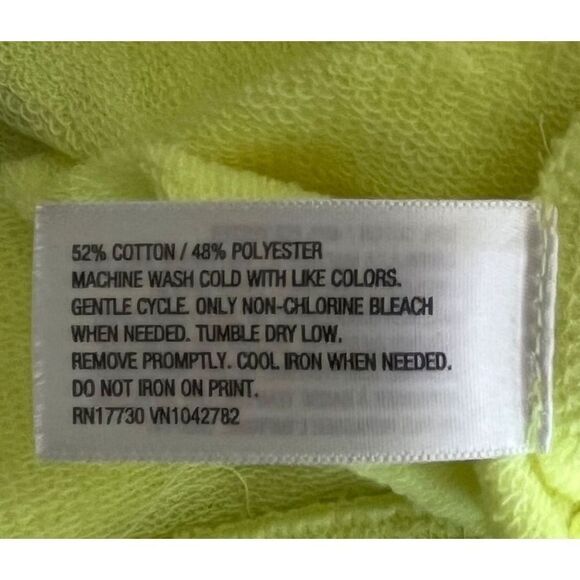 52% COTTON / 48% POLYESTER
MACHINE WASH COLD WITH LIKE COLORS.
GENTLE CYCLE. ONLY NON-CHLORINE BLEACH
WHEN NEEDED. TUMBLE DRY LOW.
REMOVE PROMPTLY. COOL IRON WHEN NEEDED.
DO NOT IRON ON PRINT.
RN17730 VN1042782